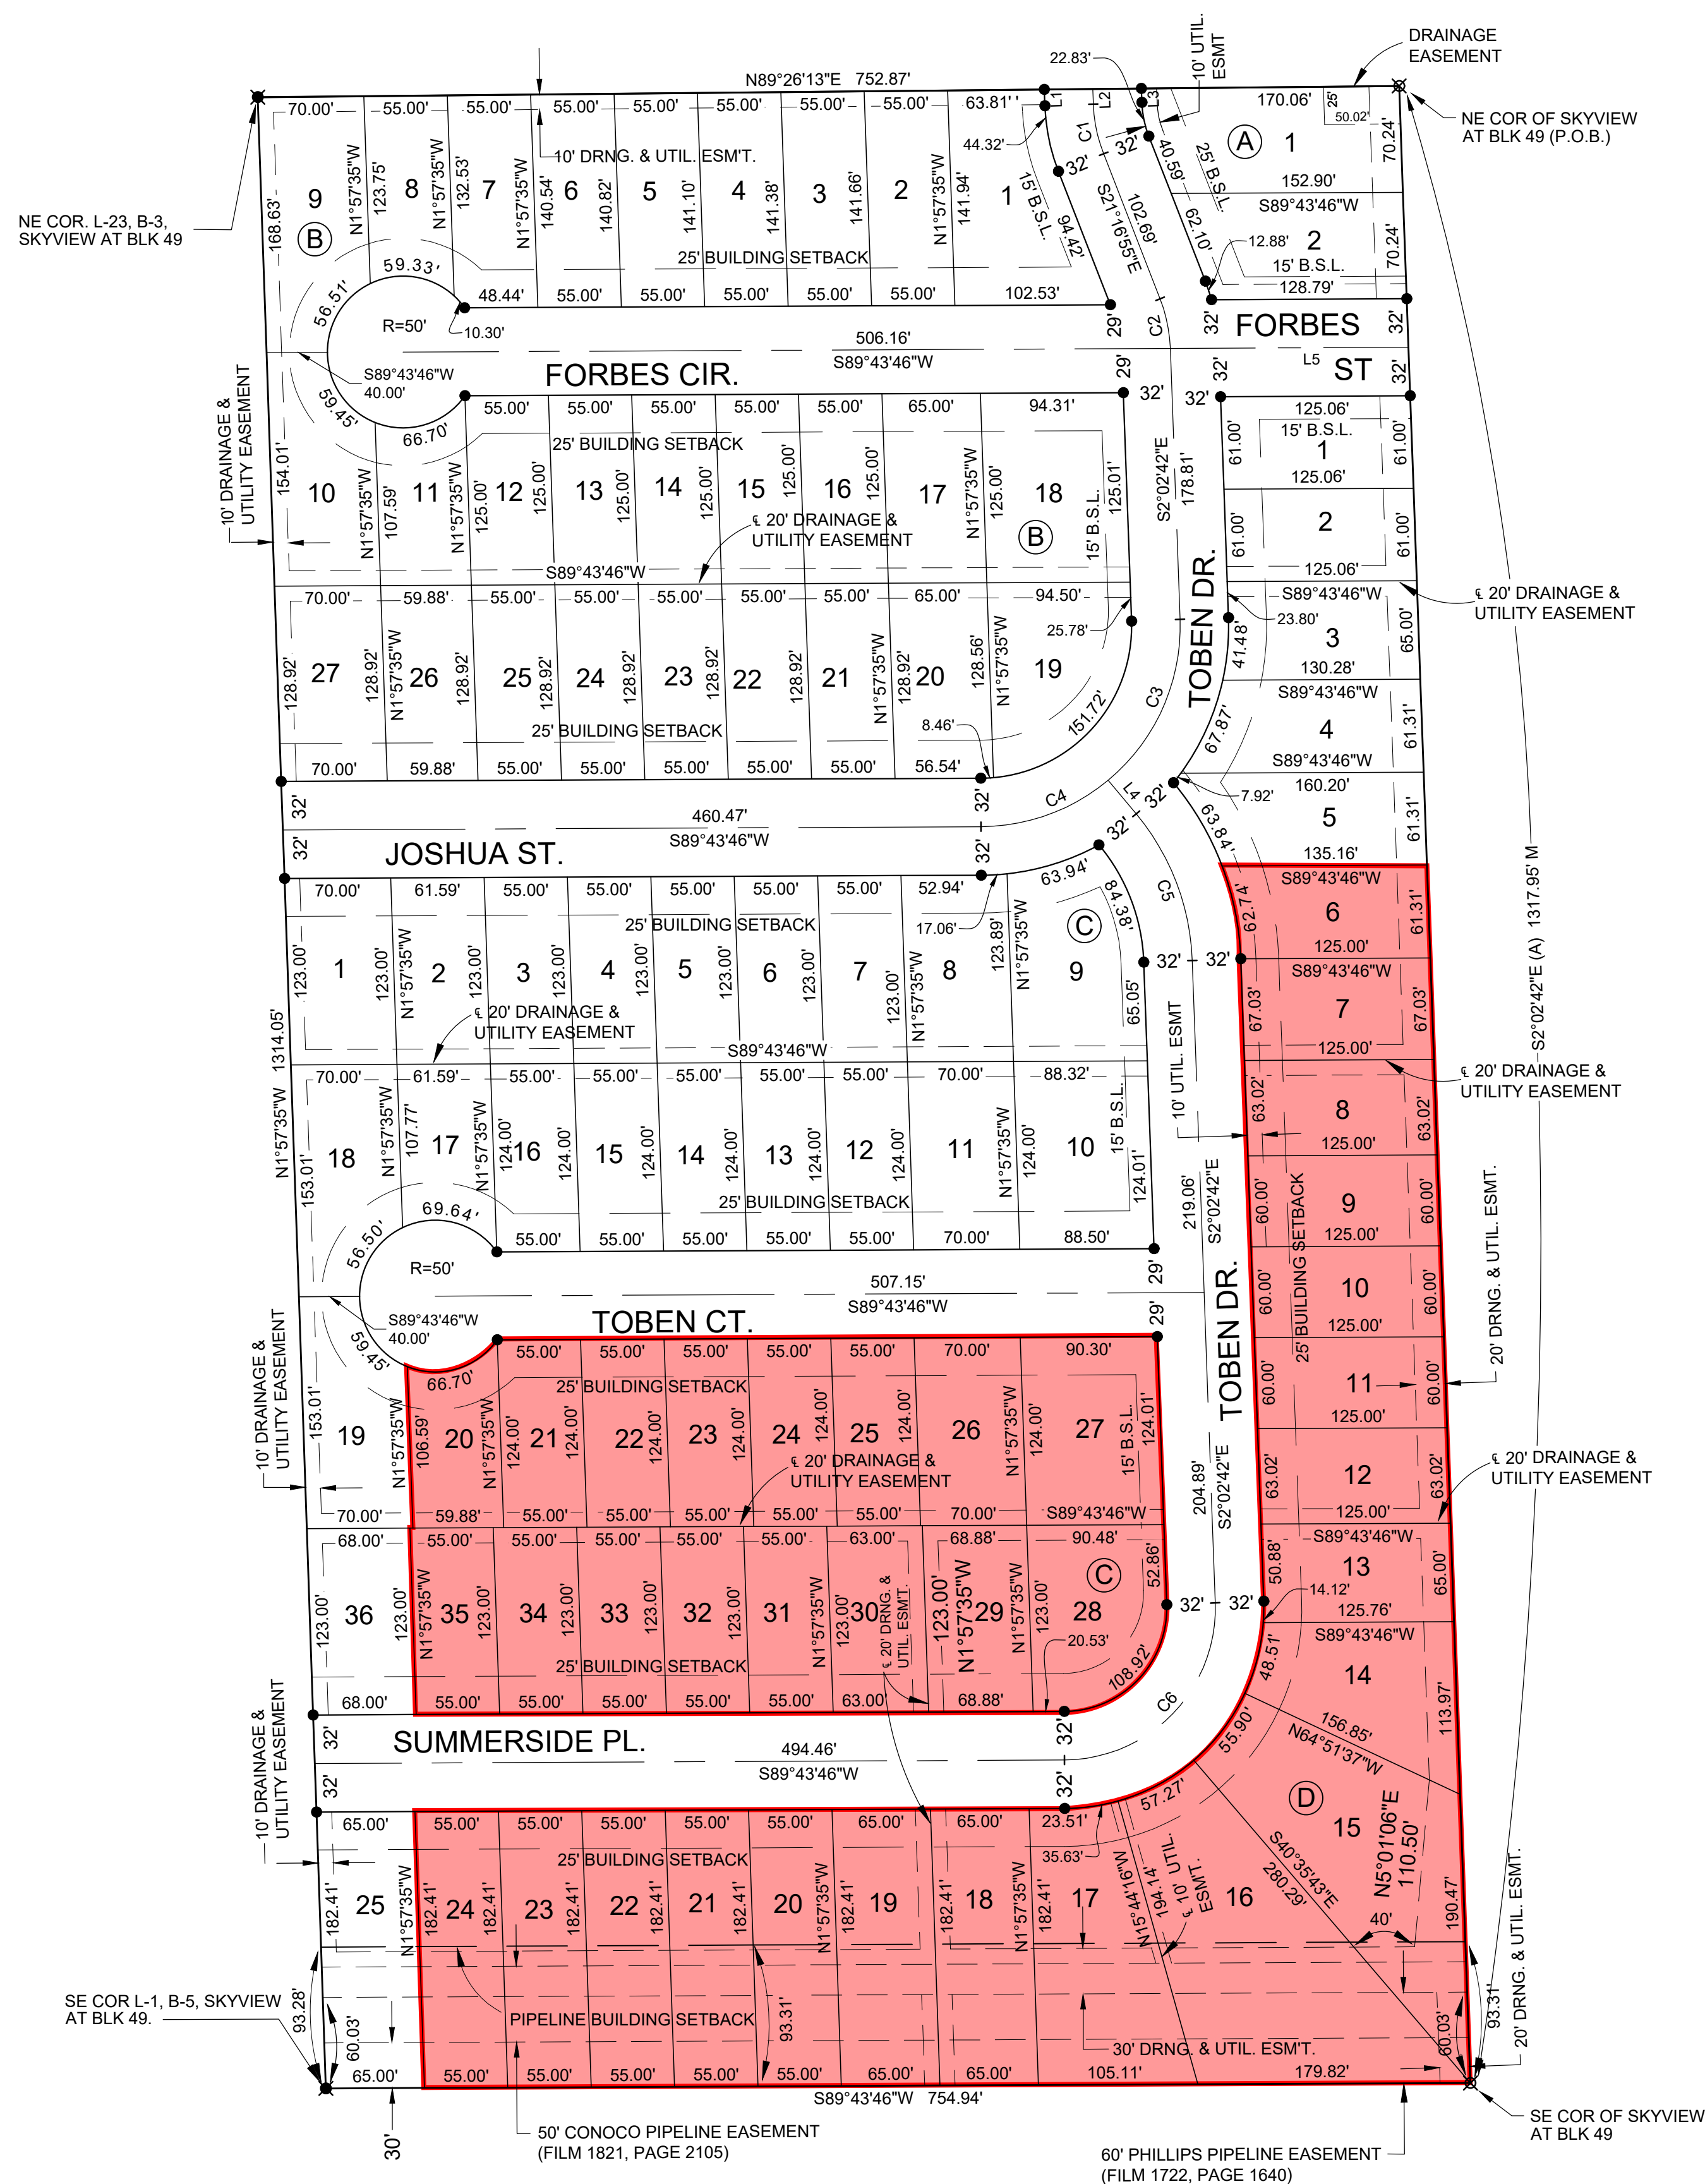 DRAINAGE
EASEMENT
10' UTIL.
ESMT
22.83'
N89°26'13"E 752.87'
NE COR OF SKYVIEW
AT BLK 49 (P.O.B.)
NE COR. L-23, B-3,
SKYVIEW AT BLK 49
70.00' 55.00' 55.00' 55.00' 55.00' 55.00' 55.00' 63.81' L1 L2 L3 170.06' 25' 50.02'
10' DRNG. & UTIL. ESM'T.
44.32' C1 32' 32' 40.59' 25' B.S.L. A 1 70.24'
168.63' 9 N1°57'35"W 123.75' 8 N1°57'35"W 132.53' 7 N1°57'35"W 140.54' 6 140.82' 5 141.10' 4 141.38' 3 141.66' 2 N1°57'35"W 141.94' 1 15' B.S.L. 94.42'
B
S21°16'55"E 102.69'
152.90'
S89°43'46"W
62.10' 12.88' 2 70.24'
15' B.S.L.
128.79'
25' BUILDING SETBACK
56.51' 59.33'
R=50'
10.30'
48.44' 55.00' 55.00' 55.00' 55.00' 55.00' 102.53'
29' C2 32' FORBES 32'
506.16'
S89°43'46"W
L5 ST
FORBES CIR.
S89°43'46"W
40.00'
29' 32' 32' 32' 32'
59.45' 66.70'
55.00' 55.00' 55.00' 55.00' 55.00' 65.00' 94.31'
25' BUILDING SETBACK
10' DRAINAGE &
UTILITY EASEMENT
154.01' 10 N1°57'35"W 107.59' 11 N1°57'35"W 125.00' 12 125.00' 13 125.00' 14 125.00' 15 125.00' 16 125.00' 17 N1°57'35"W 125.00' 18 15' B.S.L. 125.01'
B
℄ 20' DRAINAGE &
UTILITY EASEMENT
S89°43'46"W
S2°02'42"E
178.81'
TOBEN DR.
125.06'
15' B.S.L.
61.00' 1 61.00'
125.06'
61.00' 2 61.00'
125.06'
S89°43'46"W
℄ 20' DRAINAGE &
UTILITY EASEMENT
23.80'
41.48' 3 65.00'
130.28'
S89°43'46"W
67.87' 4 61.31'
S89°43'46"W
160.20'
7.92'
63.84' 5 61.31'
135.16'
70.00' 59.88' 55.00' 55.00' 55.00' 55.00' 55.00' 65.00' 94.50'
25.78'
128.92' 27 128.92' N1°57'35"W 26 128.92' 25 128.92' 24 128.92' 23 128.92' 22 128.92' 21 N1°57'35"W 128.92' 20 128.56' N1°57'35"W 19 151.72' C3
25' BUILDING SETBACK
8.46'
70.00' 59.88' 55.00' 55.00' 55.00' 55.00' 55.00' 56.54'
32' 32' C4 L4 32'
460.47'
S89°43'46"W
32' 32' 32'
JOSHUA ST.
70.00' 61.59' 55.00' 55.00' 55.00' 55.00' 55.00' 52.94' 63.94' 84.38' C5
25' BUILDING SETBACK
17.06'
C
123.00' 1 123.00' N1°57'35"W 2 123.00' 3 123.00' 4 123.00' 5 123.00' 6 123.00' 7 123.00' N1°57'35"W 8 123.89' N1°57'35"W 9 65.05'
32' 32'
℄ 20' DRAINAGE &
UTILITY EASEMENT
S89°43'46"W
N1°57'35"W 1314.05'
S2°02'42"E (A) 1317.95' M
S89°43'46"W
62.74' 6 61.31'
125.00'
S89°43'46"W
67.03' 7 67.03'
125.00'
℄ 20' DRAINAGE &
UTILITY EASEMENT
63.02' 8 63.02'
125.00'
10' UTIL. ESMT
60.00' 9 60.00'
125.00'
25' BUILDING SETBACK
60.00' 10 60.00'
125.00'
20' DRNG. & UTIL. ESMT.
60.00' 11 60.00'
125.00'
63.02' 12 63.02'
125.00'
S89°43'46"W
℄ 20' DRAINAGE &
UTILITY EASEMENT
50.88' 13 65.00'
14.12'
125.76'
S89°43'46"W
48.51' 14 113.97'
156.85'
N64°51'37"W
55.90' D
15 N5°01'06"E
110.50'
190.47'
S40°35'43"E
280.29'
40'
70.00' 61.59' 55.00' 55.00' 55.00' 55.00' 55.00' 70.00' 88.32'
153.01' 18 N1°57'35"W 107.77' 17 N1°57'35"W 124.00' 16 124.00' 15 124.00' 14 124.00' 13 124.00' 12 124.00' 11 N1°57'35"W 124.00' 10 15' B.S.L. 124.01'
25' BUILDING SETBACK
56.50' 69.64'
R=50'
55.00' 55.00' 55.00' 55.00' 55.00' 70.00' 88.50'
29'
219.06'
S2°02'42"E
507.15'
S89°43'46"W
TOBEN CT.
S89°43'46"W
40.00'
29'
TOBEN DR.
59.45' 66.70'
55.00' 55.00' 55.00' 55.00' 55.00' 70.00' 90.30'
25' BUILDING SETBACK
10' DRAINAGE &
UTILITY EASEMENT
153.01' 19 N1°57'35"W 106.59' 20 N1°57'35"W 124.00' 21 124.00' 22 124.00' 23 124.00' 24 124.00' 25 124.00' 26 N1°57'35"W 124.00' 27 15' B.S.L. 124.01'
℄ 20' DRAINAGE &
UTILITY EASEMENT
204.89'
S2°02'42"E
70.00' 59.88' 55.00' 55.00' 55.00' 55.00' 55.00' 70.00' S89°43'46"W
68.00' 55.00' 55.00' 55.00' 55.00' 63.00' 68.88' 90.48'
C
123.00' 36 123.00' N1°57'35"W 35 123.00' 34 123.00' 33 123.00' 32 123.00' 31 N1°57'35"W 123.00' 30 ℄ 20' DRNG. &
UTIL. ESM'T.
123.00' N1°57'35"W 29 N1°57'35"W 123.00' 28 52.86'
32' 32'
20.53' 108.92'
25' BUILDING SETBACK
68.00' 55.00' 55.00' 55.00' 55.00' 55.00' 63.00' 68.88'
32' 32' C6
SUMMERSIDE PL.
494.46'
S89°43'46"W
32' 32'
10' DRAINAGE &
UTILITY EASEMENT
65.00' 55.00' 55.00' 55.00' 55.00' 55.00' 65.00' 65.00' 23.51' 57.27'
35.63'
25' BUILDING SETBACK
182.41' 25 N1°57'35"W 182.41' 24 182.41' 23 182.41' 22 182.41' 21 182.41' 20 N1°57'35"W 182.41' 19 182.41' 18 N1°57'35"W 182.41' 17 N15°44'16"W 194.14' ℄ 10' UTIL.
ESMT.
16
SE COR L-1, B-5, SKYVIEW
AT BLK 49.
93.28' 60.03'
PIPELINE BUILDING SETBACK
93.31'
30' DRNG. & UTIL. ESM'T.
60.03' 93.31'
20' DRNG. & UTIL. ESMT.
65.00' 55.00' 55.00' 55.00' 55.00' 55.00' 65.00' 65.00' 105.11' 179.82'
S89°43'46"W 754.94'
30'
50' CONOCO PIPELINE EASEMENT
(FILM 1821, PAGE 2105)
60' PHILLIPS PIPELINE EASEMENT
(FILM 1722, PAGE 1640)
SE COR OF SKYVIEW
AT BLK 49